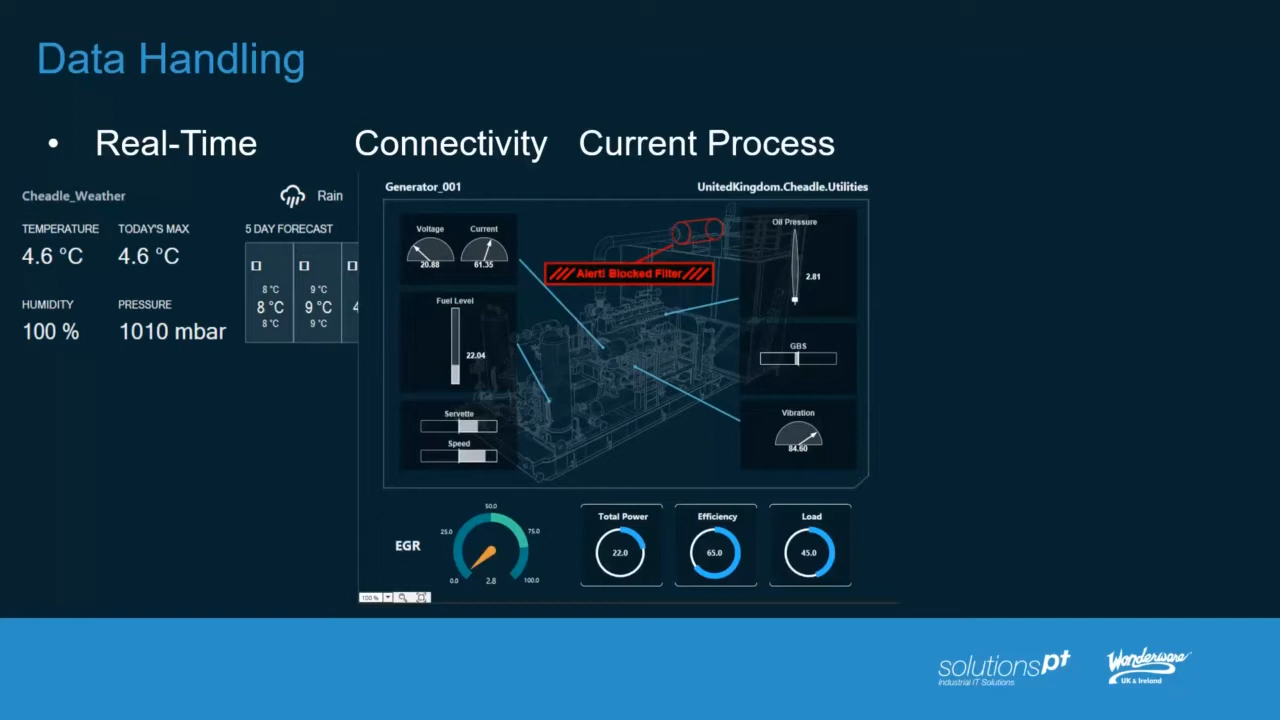 Data Handling
• Real-Time Connectivity Current Process
Cheadle_Weather
Rain
TEMPERATURE
TODAY'S MAX
5 DAY FORECAST
4.6 °C
4.6 °C
8 °C
8 °C
8 °C
9 °C
9 °C
9 °C
4
HUMIDITY
PRESSURE
100 %
1010 mbar
Generator_001
UnitedKingdom.Cheadle.Utilities
Voltage
Current
20.88
61.35
/// Alert! Blocked Filter ///
Oil Pressure
2.81
Fuel Level
22.04
GBS
Servette
Speed
Vibration
84.60
EGR
0.0
25.0
50.0
75.0
100.0
2.8
Total Power
22.0
Efficiency
65.0
Load
45.0
100 %
solutionspt
Industrial IT Solutions
Wonderware
UK & Ireland